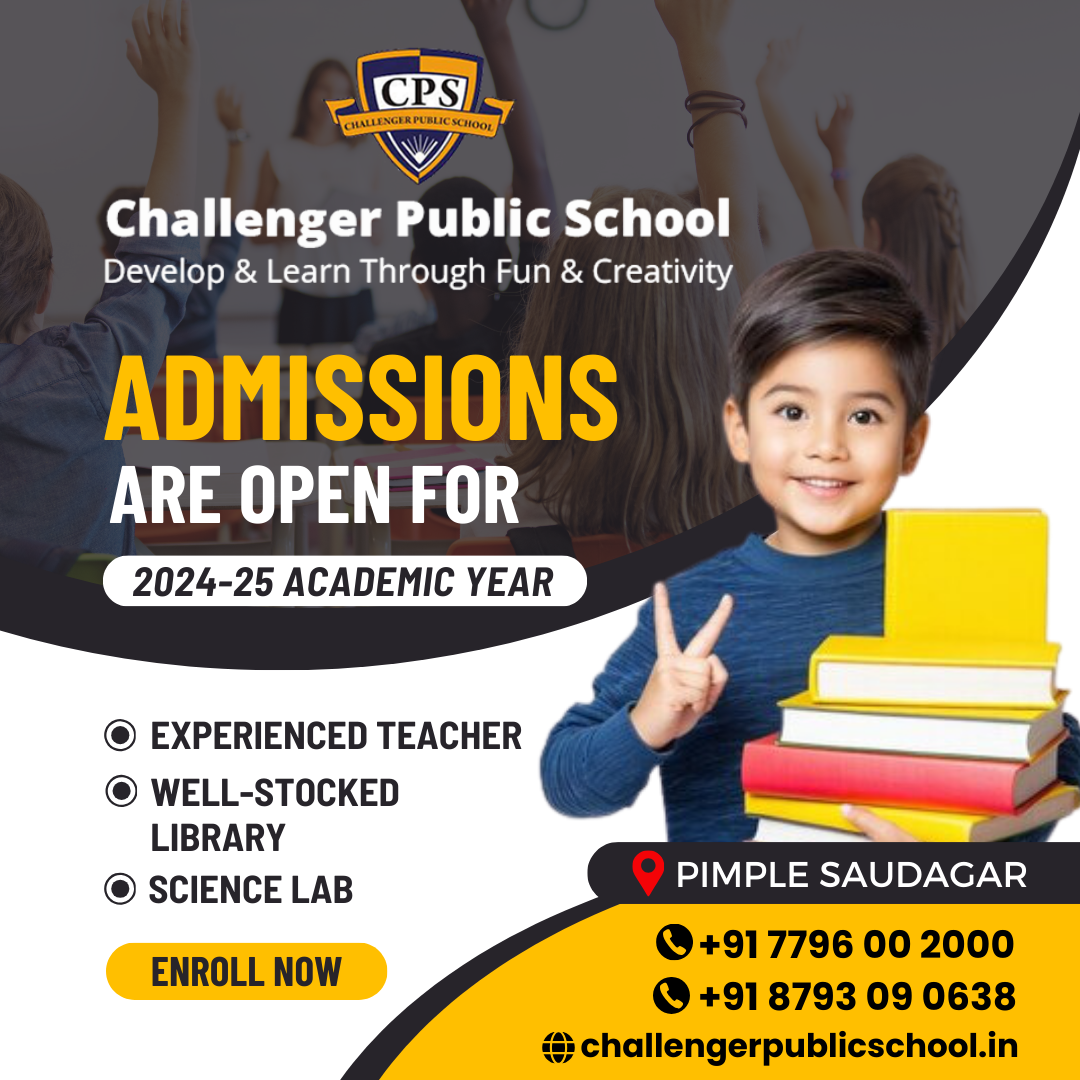 CPS
CHALLENGER PUBLIC SCHOOL
Challenger Public School
Develop & Learn Through Fun & Creativity
ADMISSIONS
ARE OPEN FOR
2024-25 ACADEMIC YEAR
EXPERIENCED TEACHER
WELL-STOCKED
LIBRARY
SCIENCE LAB
ENROLL NOW
PIMPLE SAUDAGAR
+91 7796 00 2000
+91 8793 09 0638
challengerpublicschool.in